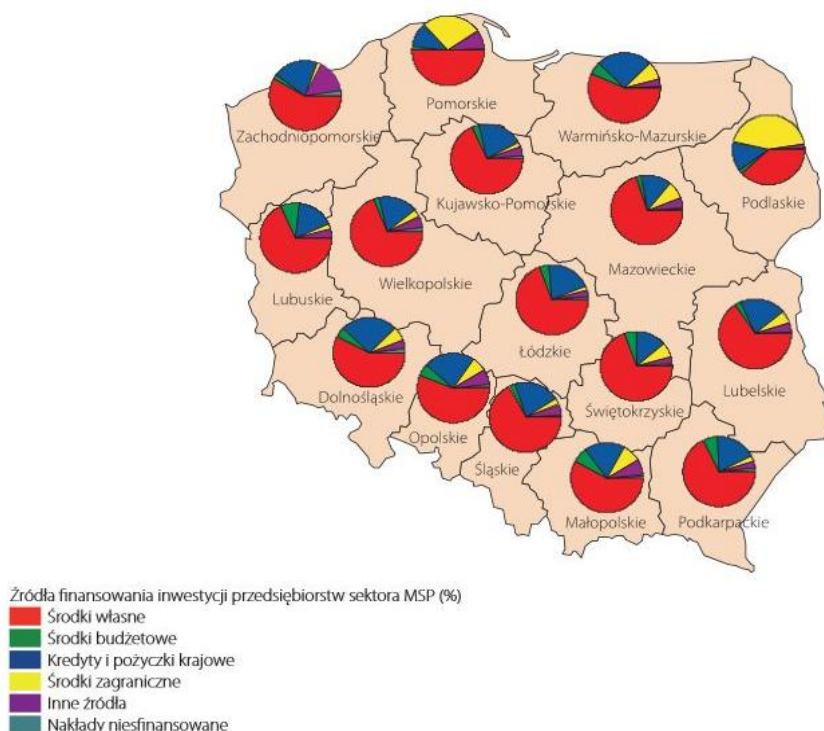 Pomorskie
Zachodniopomorskie
Warmińsko-Mazurskie
Kujawsko-Pomorskie
Podlaskie
Mazowieckie
Wielkopolskie
Lubuskie
Łódzkie
Dolnośląskie
Świętokrzyskie
Lubelskie
Opolskie
Śląskie
Małopolskie
Podkarpackie
Źródła finansowania inwestycji przedsiębiorstw sektora MSP (%)
Środki własne
Środki budżetowe
Kredyty i pożyczki krajowe
Środki zagraniczne
Inne źródła
Nakłady niesfinansowane